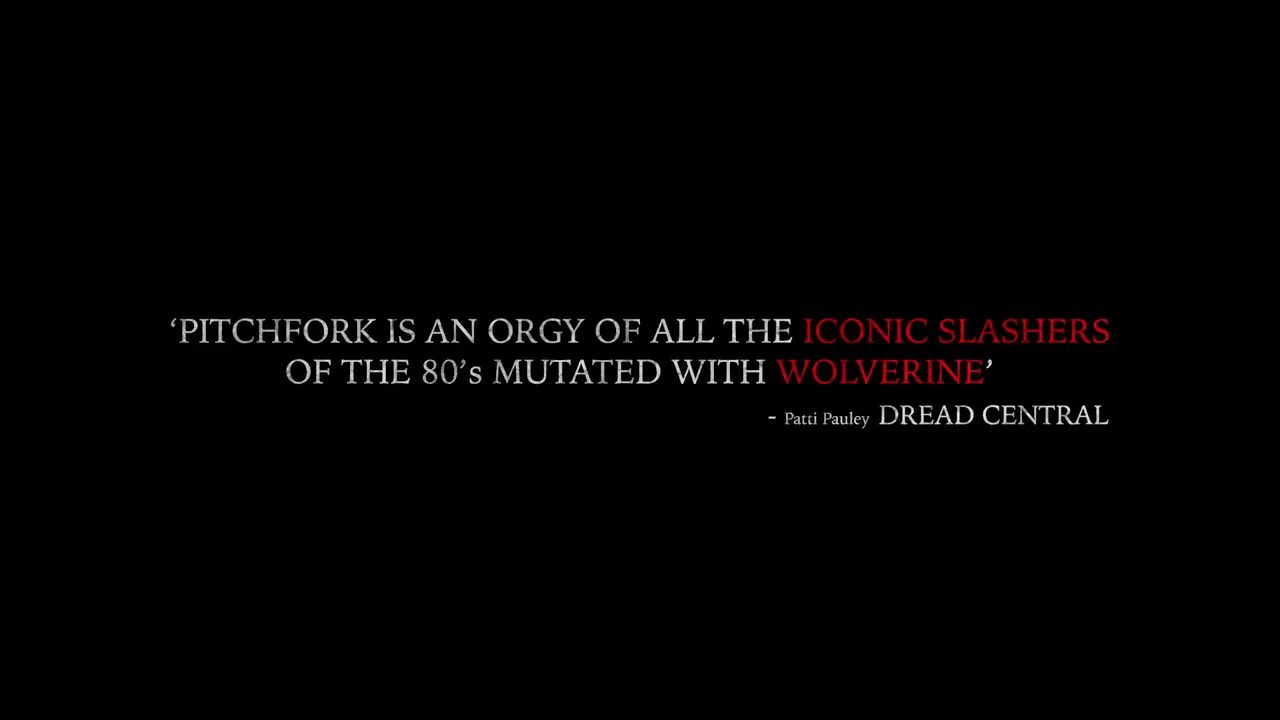 ‘PITCHFORK IS AN ORGY OF ALL THE ICONIC SLASHERS
OF THE 80’s MUTATED WITH WOLVERINE’
- Patti Pauley DREAD CENTRAL